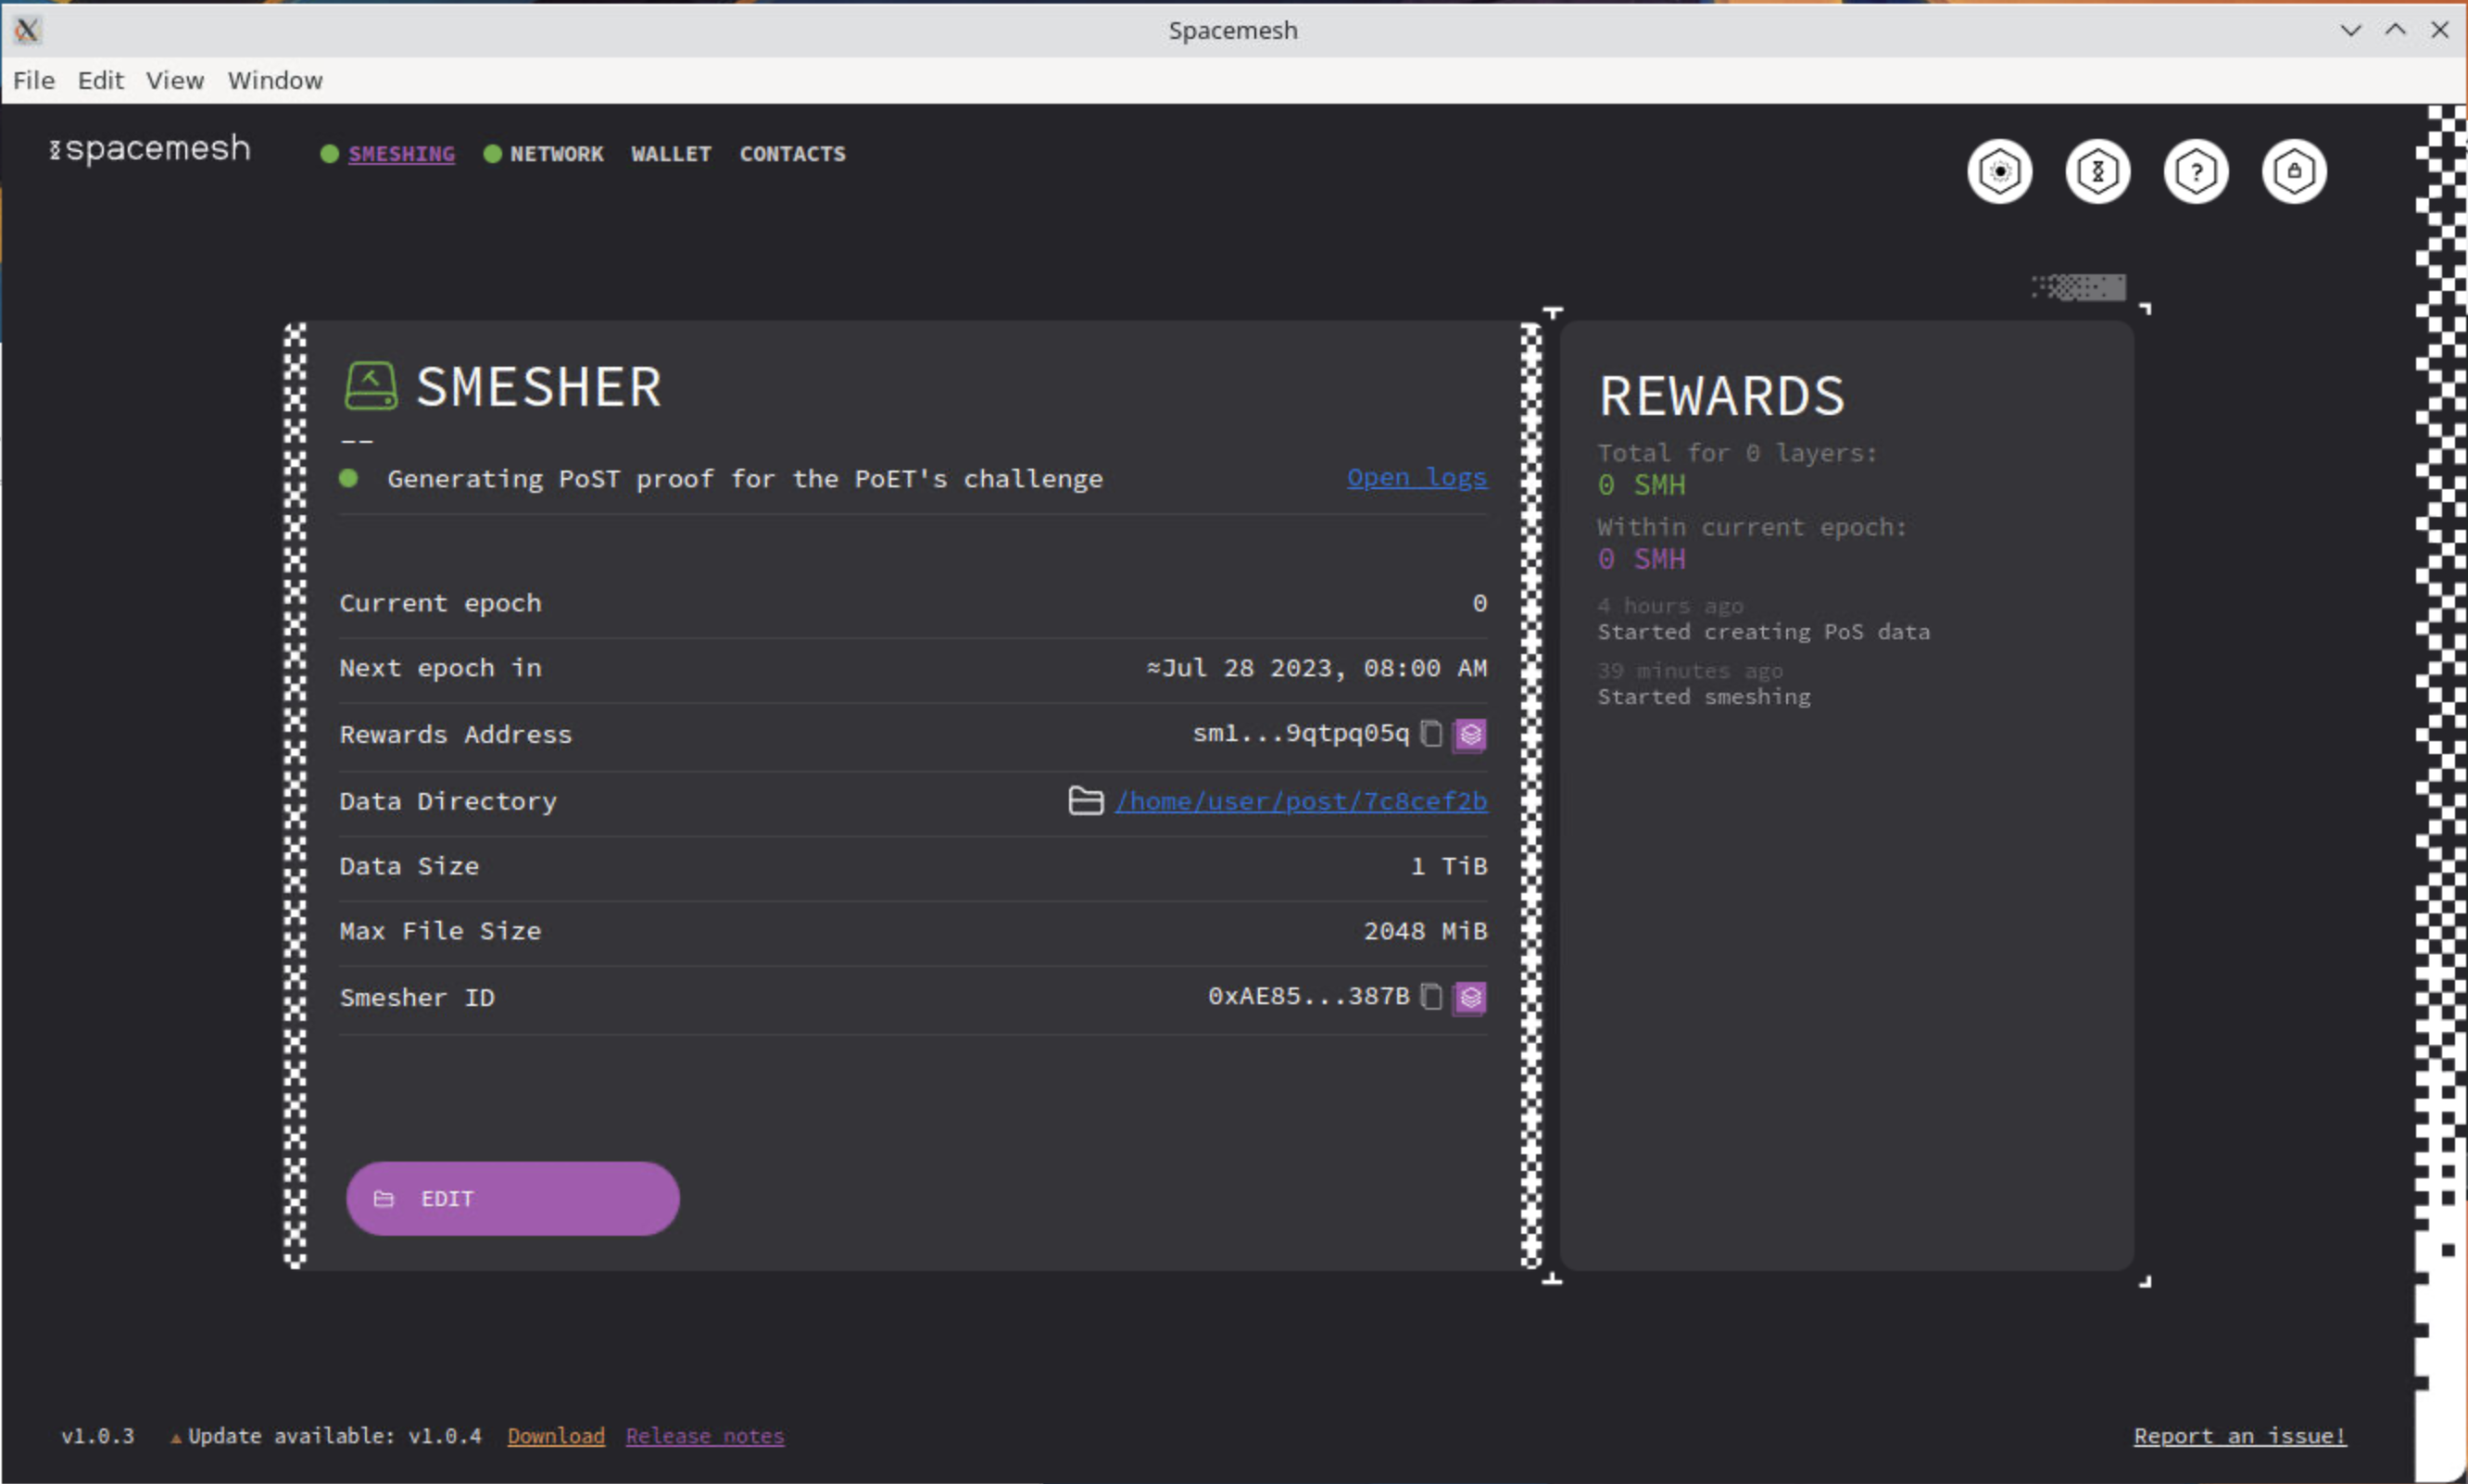 Spacemesh
File Edit View Window
spacemesh
SMESHING NETWORK WALLET CONTACTS
SMESHER
--
Generating PoST proof for the PoET's challenge Open logs
Current epoch 0
Next epoch in ≈Jul 28 2023, 08:00 AM
Rewards Address sm1...9qtpq05q
Data Directory /home/user/post/7c8cef2b
Data Size 1 TiB
Max File Size 2048 MiB
Smesher ID 0xAE85...387B
EDIT
REWARDS
Total for 0 layers:
0 SMH
Within current epoch:
0 SMH
4 hours ago
Started creating PoS data
39 minutes ago
Started smeshing
v1.0.3 Update available: v1.0.4 Download Release notes
Report an issue!